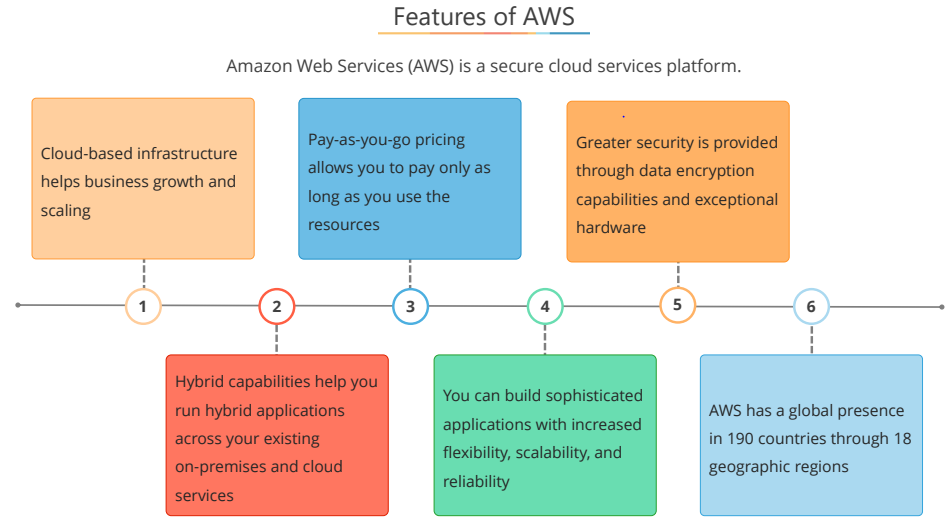 Features of AWS
Amazon Web Services (AWS) is a secure cloud services platform.
Cloud-based infrastructure
helps business growth and
scaling
Pay-as-you-go pricing
allows you to pay only as
long as you use the
resources
Greater security is provided
through data encryption
capabilities and exceptional
hardware
1
2
3
4
5
6
Hybrid capabilities help you
run hybrid applications
across your existing
on-premises and cloud
services
You can build sophisticated
applications with increased
flexibility, scalability, and
reliability
AWS has a global presence
in 190 countries through 18
geographic regions